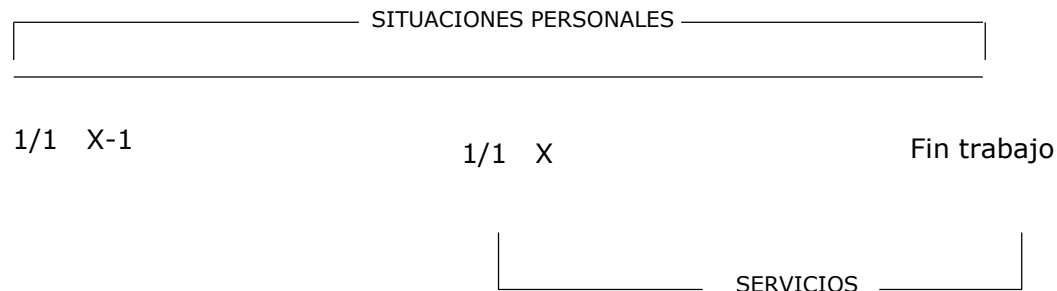 SITUACIONES PERSONALES
1/1 X-1
1/1 X
Fin trabajo
SERVICIOS